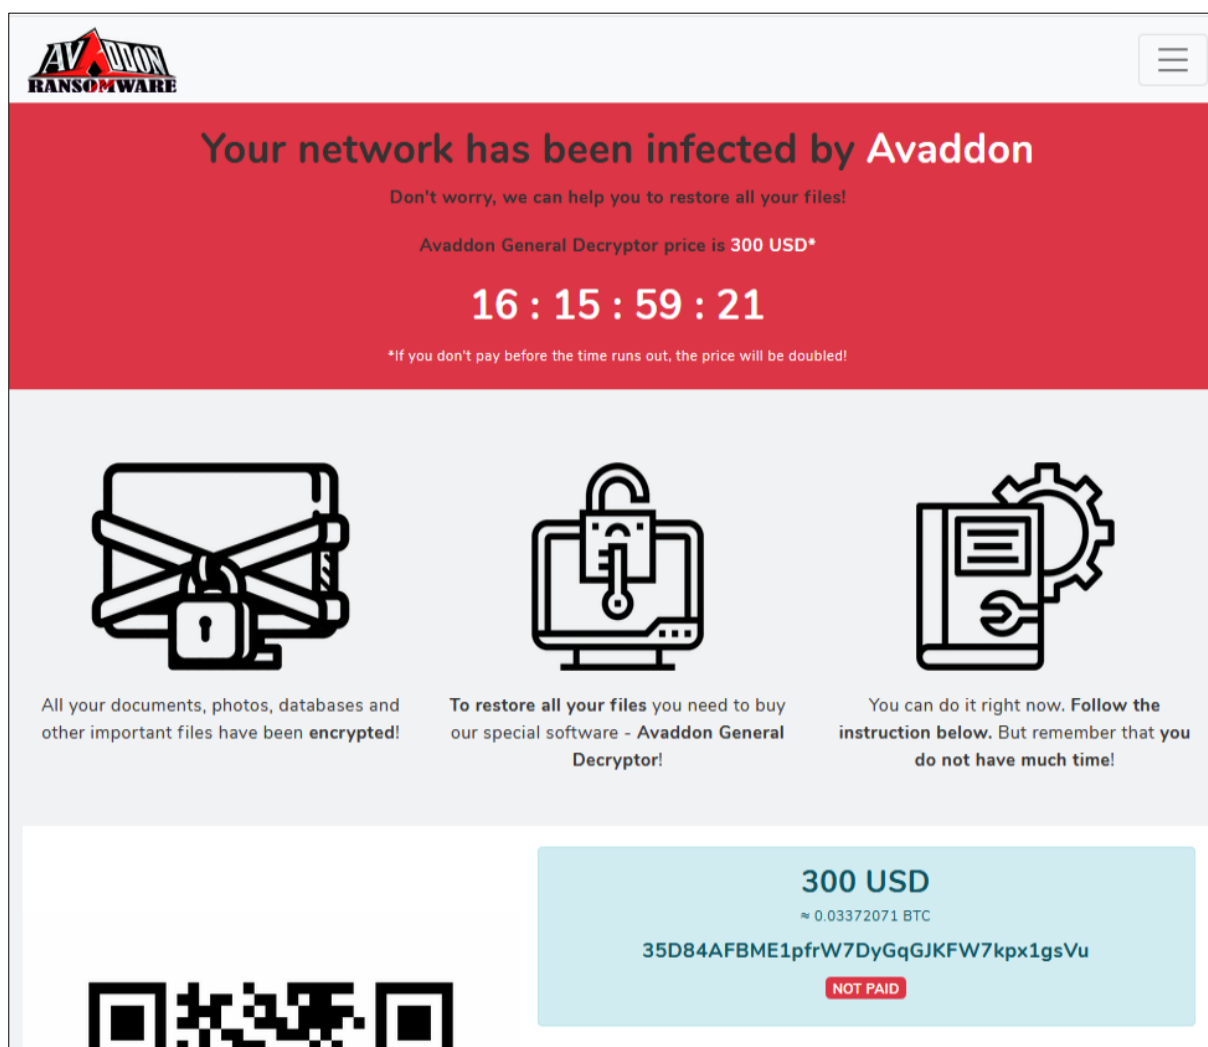 AVADDON
RANSOMWARE
Your network has been infected by Avaddon
Don't worry, we can help you to restore all your files!
Avaddon General Decryptor price is 300 USD*
16 : 15 : 59 : 21
*If you don't pay before the time runs out, the price will be doubled!
All your documents, photos, databases and
other important files have been encrypted!
To restore all your files you need to buy
our special software - Avaddon General
Decryptor!
You can do it right now. Follow the
instruction below. But remember that you
do not have much time!
300 USD
≈ 0.03372071 BTC
35D84AFBME1pfrW7DyGqGJKFW7kpx1gsVu
NOT PAID